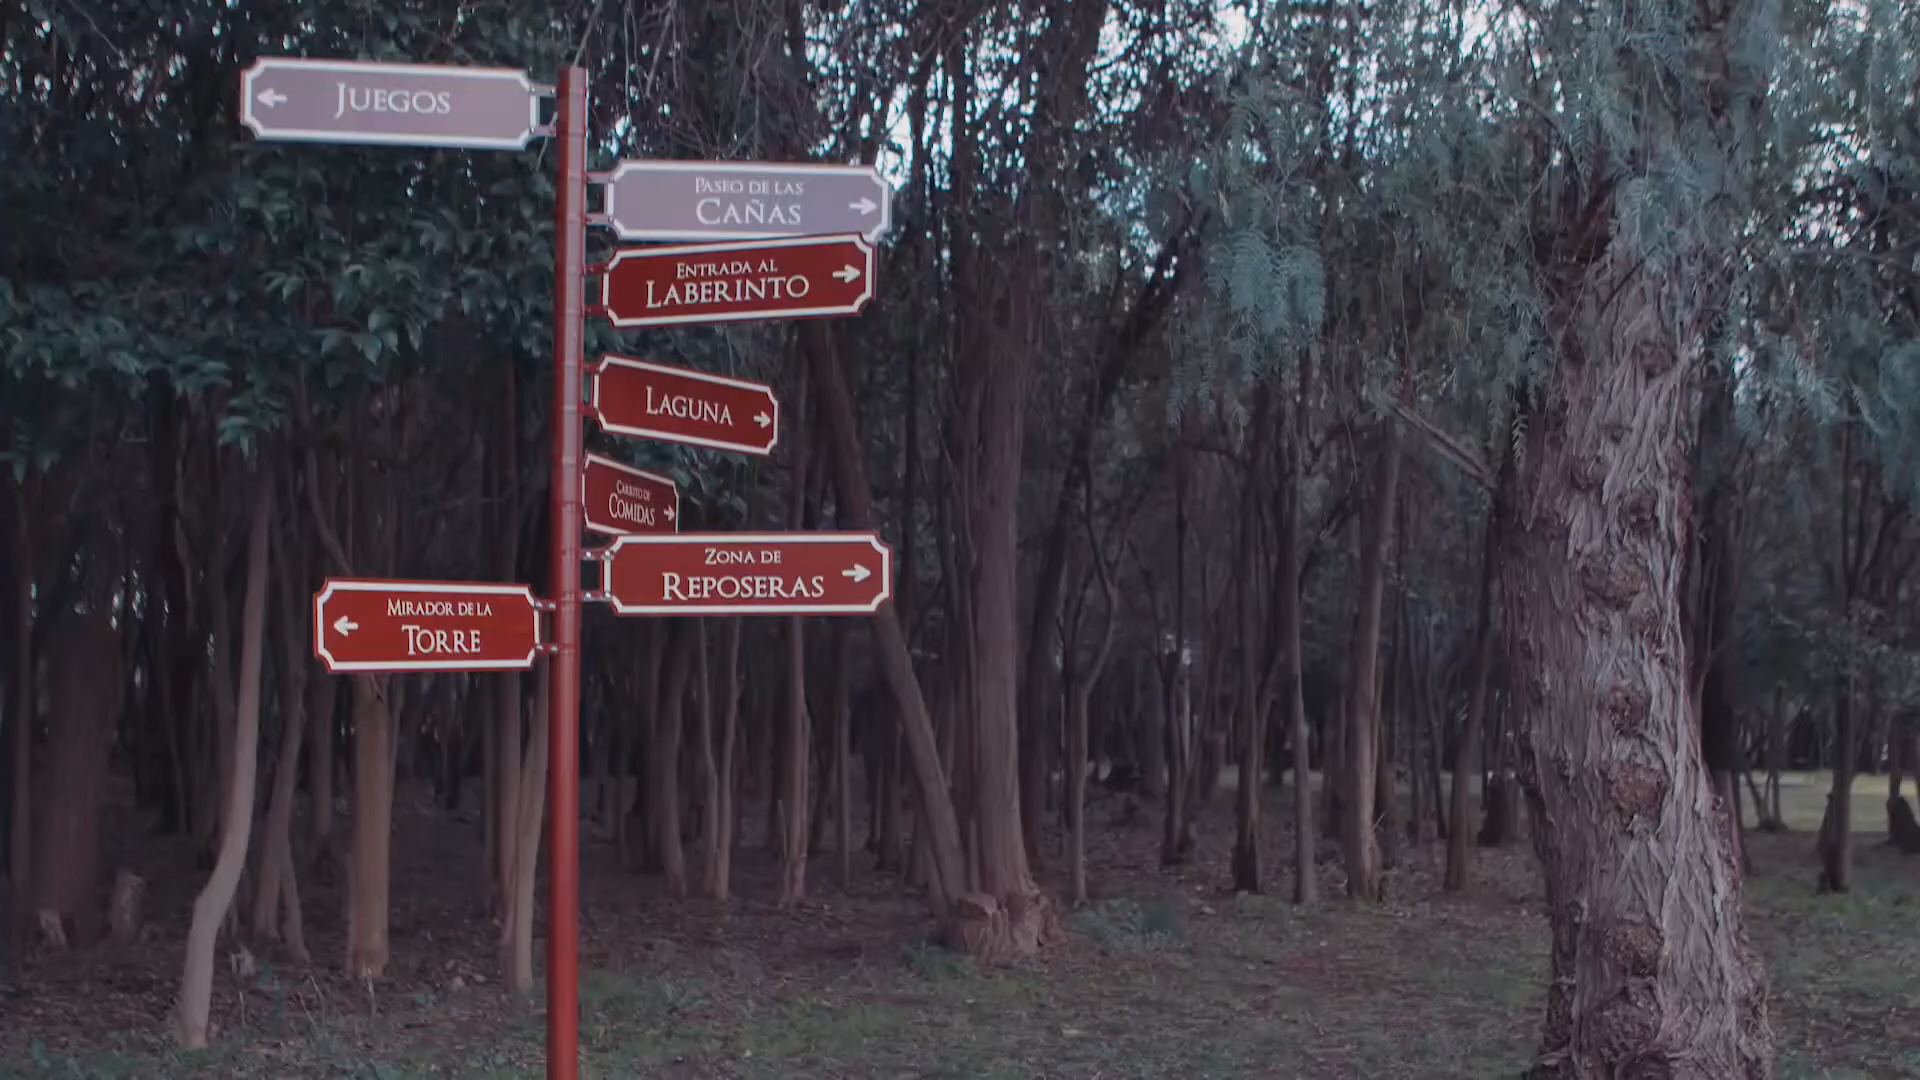 JUEGOS
PASEO DE LAS
CAÑAS
ENTRADA AL
LABERINTO
LAGUNA
CARRITO DE
COMIDAS
ZONA DE
REPOSERAS
MIRADOR DE LA
TORRE